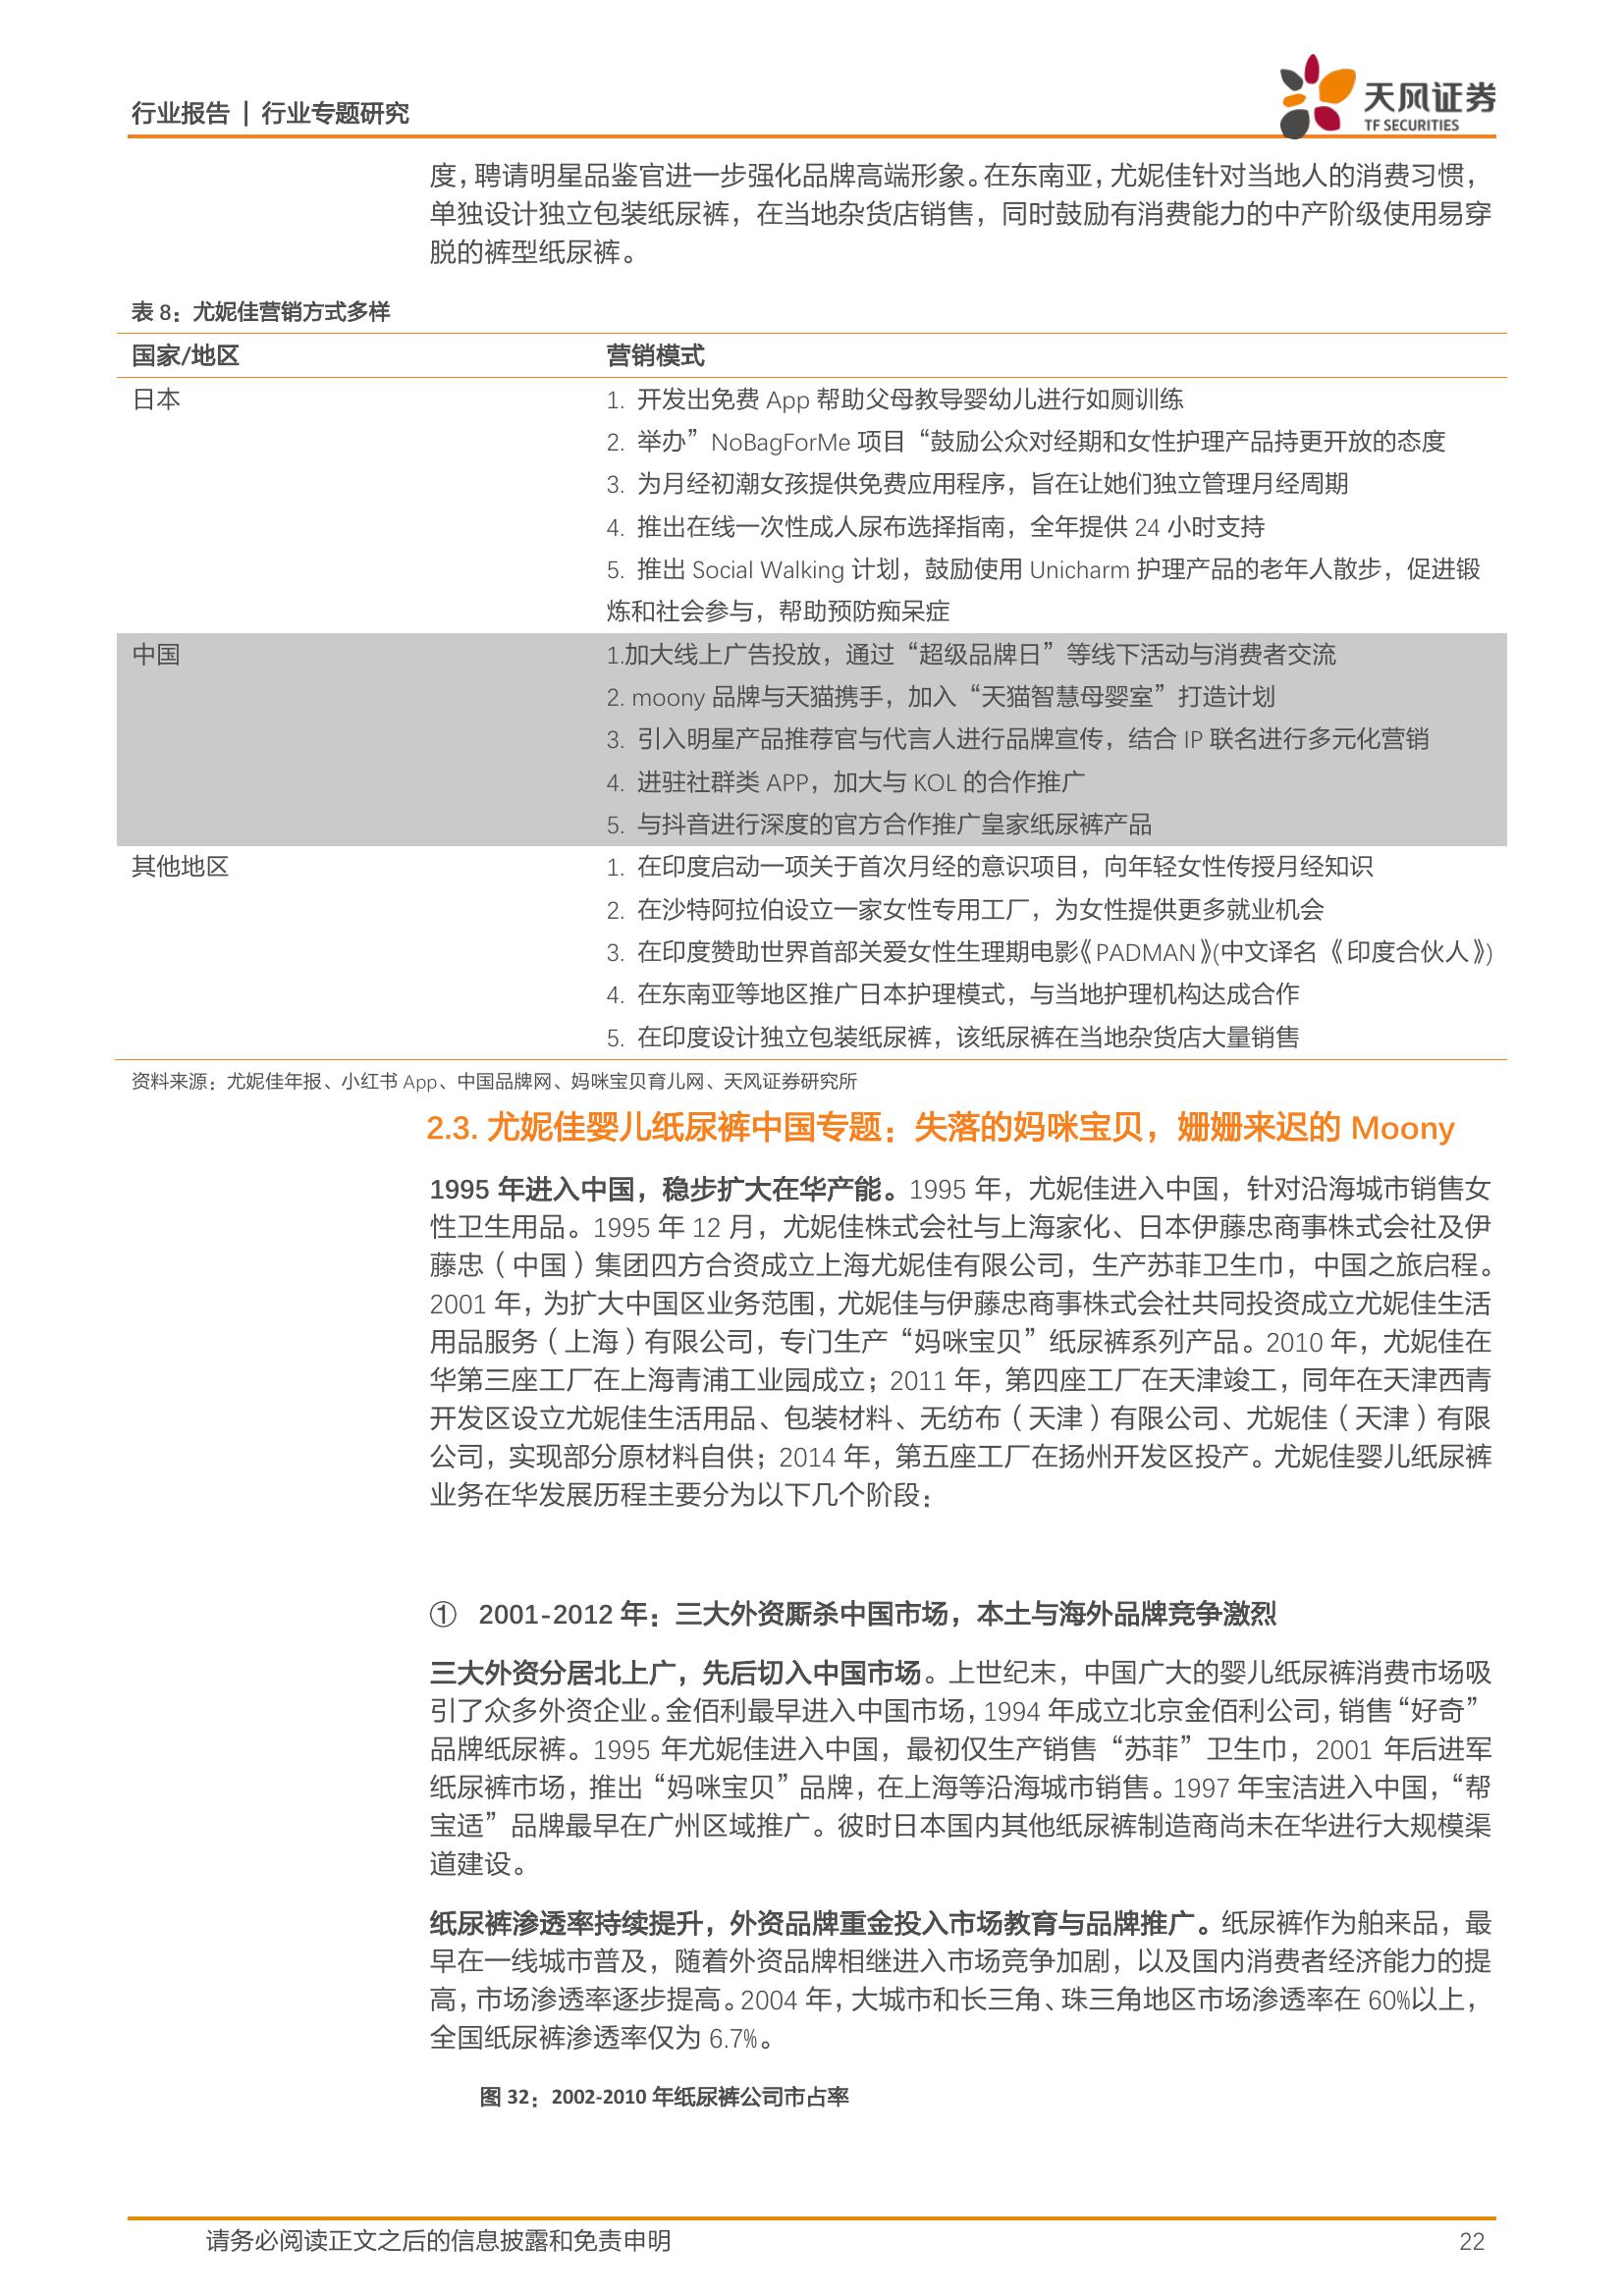 行业报告 | 行业专题研究
天风证券
TF SECURITIES
度，聘请明星品鉴官进一步强化品牌高端形象。在东南亚，尤妮佳针对当地人的消费习惯，
单独设计独立包装纸尿裤，在当地杂货店销售，同时鼓励有消费能力的中产阶级使用易穿
脱的裤型纸尿裤。
表 8：尤妮佳营销方式多样
国家/地区 营销模式
日本 1. 开发出免费 App 帮助父母教导婴幼儿进行如厕训练
2. 举办”NoBagForMe 项目“鼓励公众对经期和女性护理产品持更开放的态度
3. 为月经初潮女孩提供免费应用程序，旨在让她们独立管理月经周期
4. 推出在线一次性成人尿布选择指南，全年提供 24 小时支持
5. 推出 Social Walking 计划，鼓励使用 Unicharm 护理产品的老年人散步，促进锻
炼和社会参与，帮助预防痴呆症
中国 1.加大线上广告投放，通过“超级品牌日”等线下活动与消费者交流
2. moony 品牌与天猫携手，加入“天猫智慧母婴室”打造计划
3. 引入明星产品推荐官与代言人进行品牌宣传，结合 IP 联名进行多元化营销
4. 进驻社群类 APP，加大与 KOL 的合作推广
5. 与抖音进行深度的官方合作推广皇家纸尿裤产品
其他地区 1. 在印度启动一项关于首次月经的意识项目，向年轻女性传授月经知识
2. 在沙特阿拉伯设立一家女性专用工厂，为女性提供更多就业机会
3. 在印度赞助世界首部关爱女性生理期电影《PADMAN》(中文译名《印度合伙人》)
4. 在东南亚等地区推广日本护理模式，与当地护理机构达成合作
5. 在印度设计独立包装纸尿裤，该纸尿裤在当地杂货店大量销售
资料来源：尤妮佳年报、小红书 App、中国品牌网、妈咪宝贝育儿网、天风证券研究所
2.3. 尤妮佳婴儿纸尿裤中国专题：失落的妈咪宝贝，姗姗来迟的 Moony
1995 年进入中国，稳步扩大在华产能。1995 年，尤妮佳进入中国，针对沿海城市销售女
性卫生用品。1995 年 12 月，尤妮佳株式会社与上海家化、日本伊藤忠商事株式会社及伊
藤忠（中国）集团四方合资成立上海尤妮佳有限公司，生产苏菲卫生巾，中国之旅启程。
2001 年，为扩大中国区业务范围，尤妮佳与伊藤忠商事株式会社共同投资成立尤妮佳生活
用品服务（上海）有限公司，专门生产“妈咪宝贝”纸尿裤系列产品。2010 年，尤妮佳在
华第三座工厂在上海青浦工业园成立；2011 年，第四座工厂在天津竣工，同年在天津西青
开发区设立尤妮佳生活用品、包装材料、无纺布（天津）有限公司、尤妮佳（天津）有限
公司，实现部分原材料自供；2014 年，第五座工厂在扬州开发区投产。尤妮佳婴儿纸尿裤
业务在华发展历程主要分为以下几个阶段：
① 2001-2012 年：三大外资厮杀中国市场，本土与海外品牌竞争激烈
三大外资分居北上广，先后切入中国市场。上世纪末，中国广大的婴儿纸尿裤消费市场吸
引了众多外资企业。金佰利最早进入中国市场，1994 年成立北京金佰利公司，销售“好奇”
品牌纸尿裤。1995 年尤妮佳进入中国，最初仅生产销售“苏菲”卫生巾，2001 年后进军
纸尿裤市场，推出“妈咪宝贝”品牌，在上海等沿海城市销售。1997 年宝洁进入中国，“帮
宝适”品牌最早在广州区域推广。彼时日本国内其他纸尿裤制造商尚未在华进行大规模渠
道建设。
纸尿裤渗透率持续提升，外资品牌重金投入市场教育与品牌推广。纸尿裤作为舶来品，最
早在一线城市普及，随着外资品牌相继进入市场竞争加剧，以及国内消费者经济能力的提
高，市场渗透率逐步提高。2004 年，大城市和长三角、珠三角地区市场渗透率在 60%以上，
全国纸尿裤渗透率仅为 6.7%。
图 32：2002-2010 年纸尿裤公司市占率
请务必阅读正文之后的信息披露和免责申明 22